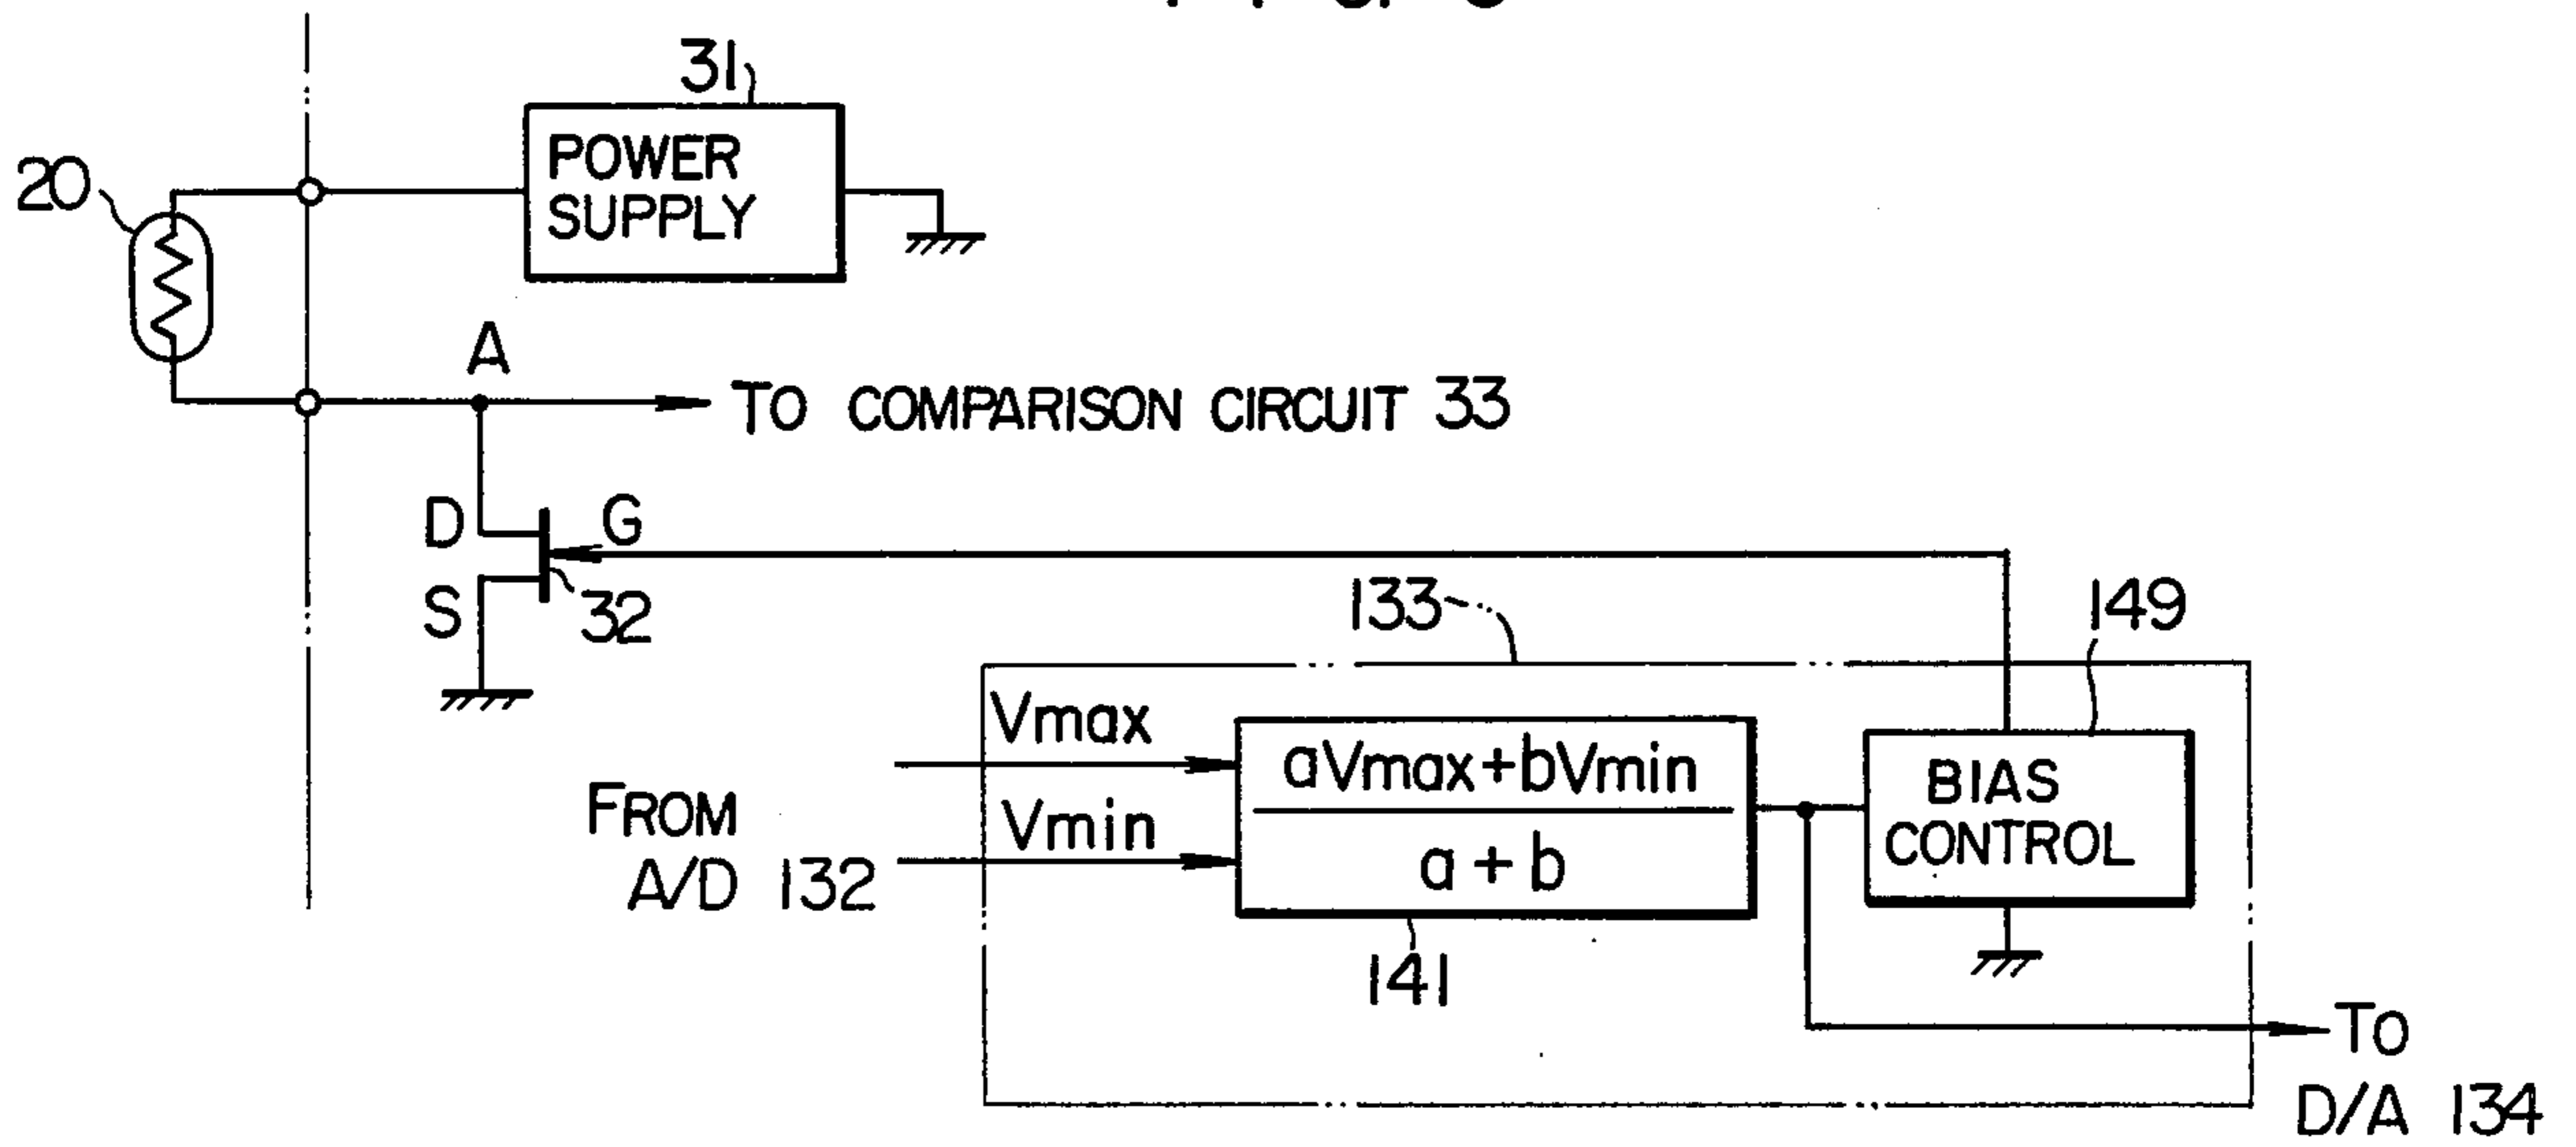 31
POWER
SUPPLY
20
A
TO COMPARISON CIRCUIT 33
D
G
S
32
133
149
Vmax
Vmin
FROM
A/D 132
aVmax+bVmin
a + b
141
BIAS
CONTROL
TO
D/A 134